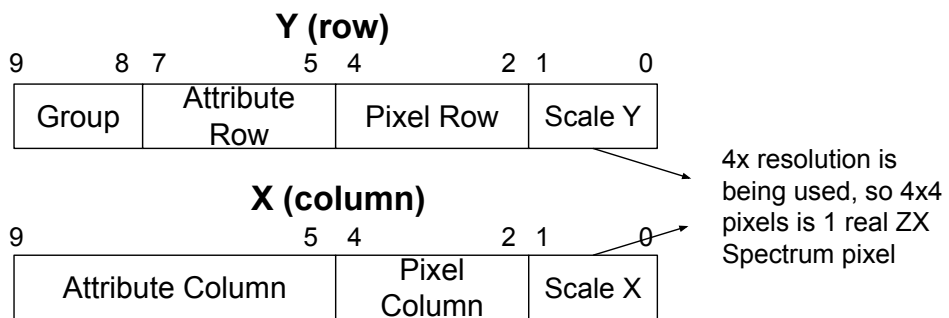 Y (row)
9 8 7 5 4 2 1 0
Group
Attribute
Row
Pixel Row
Scale Y
4x resolution is
being used, so 4x4
pixels is 1 real ZX
Spectrum pixel
X (column)
9 5 4 2 1 0
Attribute Column
Pixel
Column
Scale X